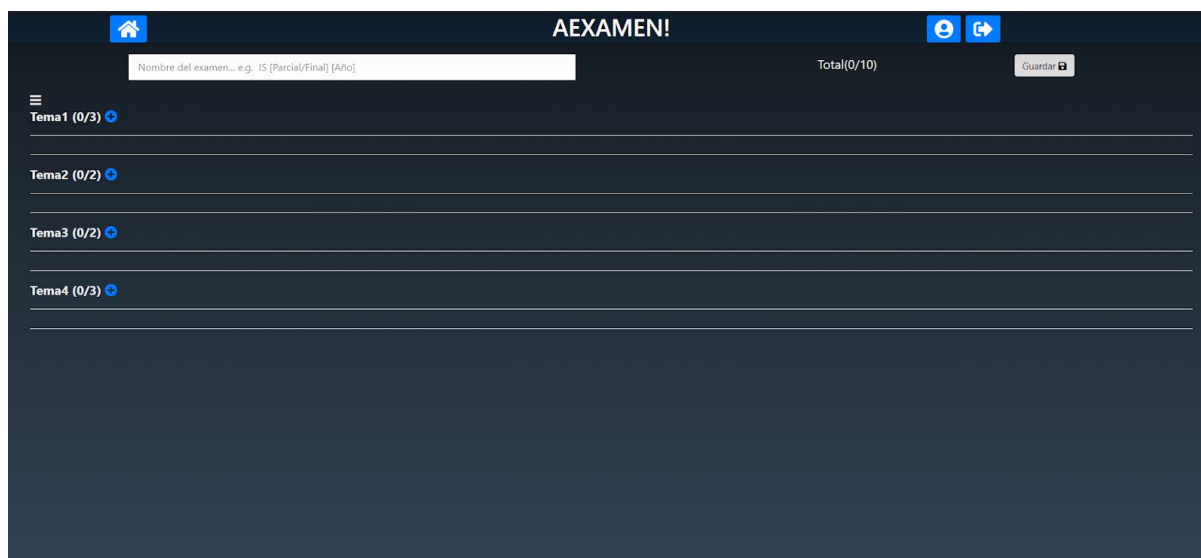 AEXAMEN!
Nombre del examen... e.g. IS [Parcial/Final] [Año]
Total(0/10)
Guardar
Tema1 (0/3)
Tema2 (0/2)
Tema3 (0/2)
Tema4 (0/3)